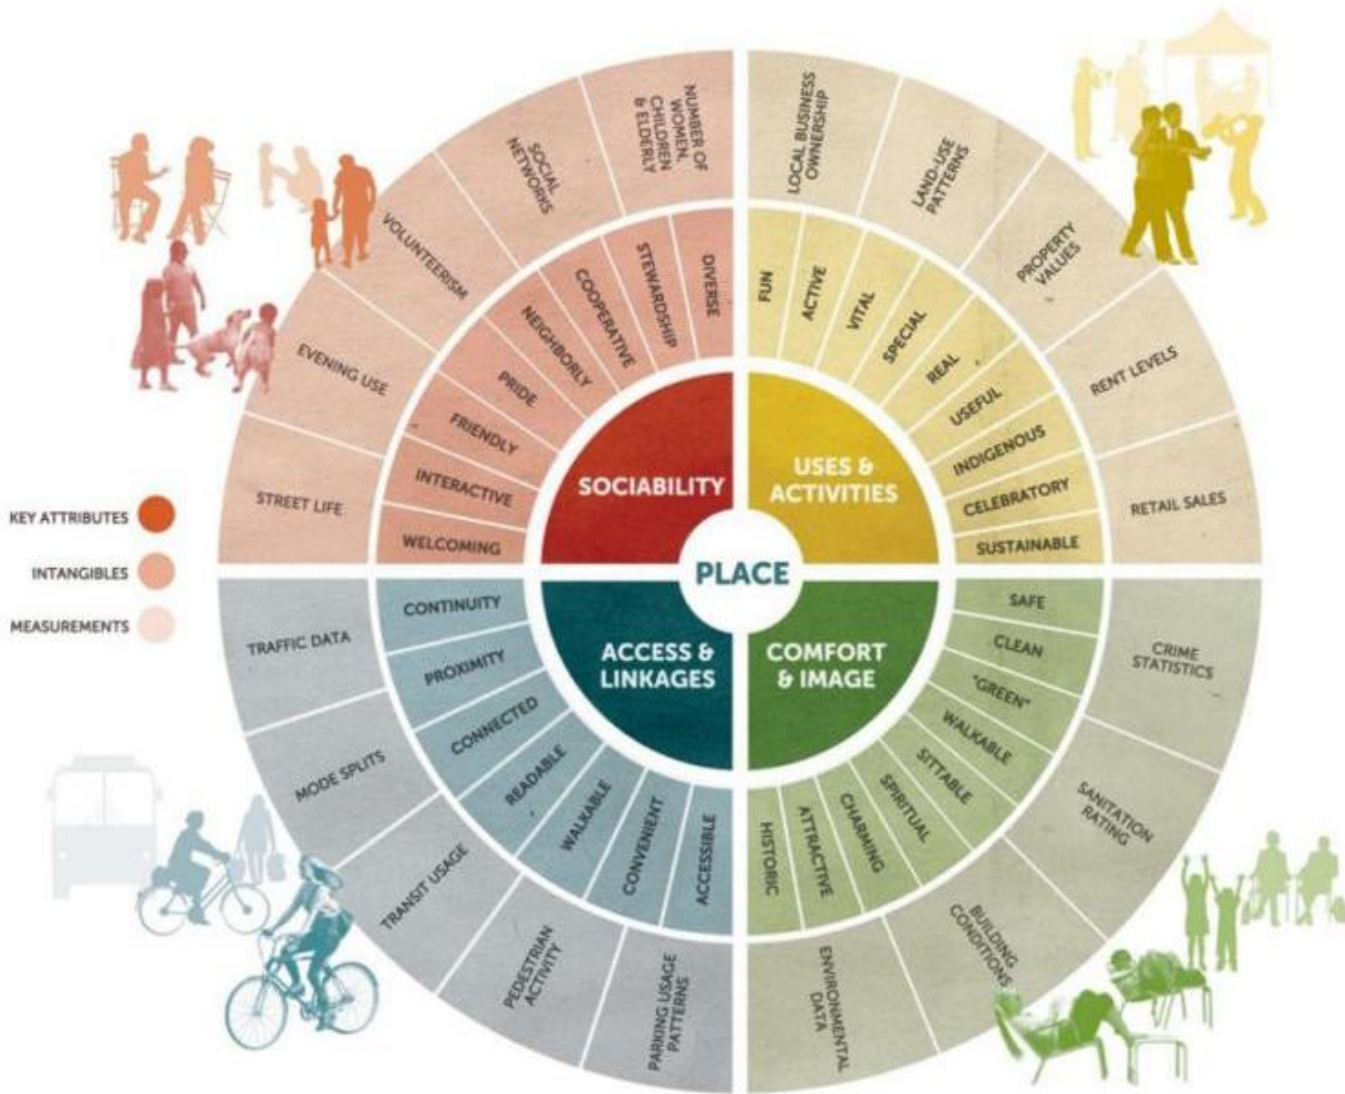 NUMBER OF
WOMEN,
CHILDREN
& ELDERLY
SOCIAL
NETWORKS
VOLUNTEERISM
EVENING USE
STREET LIFE
DIVERSE
STEWARDSHIP
COOPERATIVE
NEIGHBORLY
PRIDE
FRIENDLY
INTERACTIVE
WELCOMING
SOCIABILITY
LOCAL BUSINESS
OWNERSHIP
LAND-USE
PATTERNS
PROPERTY
VALUES
RENT LEVELS
RETAIL SALES
FUN
ACTIVE
VITAL
SPECIAL
REAL
USEFUL
INDIGENOUS
CELEBRATORY
SUSTAINABLE
USES &
ACTIVITIES
PLACE
KEY ATTRIBUTES
INTANGIBLES
MEASUREMENTS
ACCESS &
LINKAGES
CONTINUITY
PROXIMITY
CONNECTED
READABLE
WALKABLE
CONVENIENT
ACCESSIBLE
TRAFFIC DATA
MODE SPLITS
TRANSIT USAGE
PEDESTRIAN
ACTIVITY
PARKING USAGE
PATTERNS
COMFORT
& IMAGE
SAFE
CLEAN
"GREEN"
WALKABLE
SITTABLE
SPIRITUAL
CHARMING
ATTRACTIVE
HISTORIC
CRIME
STATISTICS
SANITATION
RATING
BUILDING
CONDITIONS
ENVIRONMENTAL
DATA